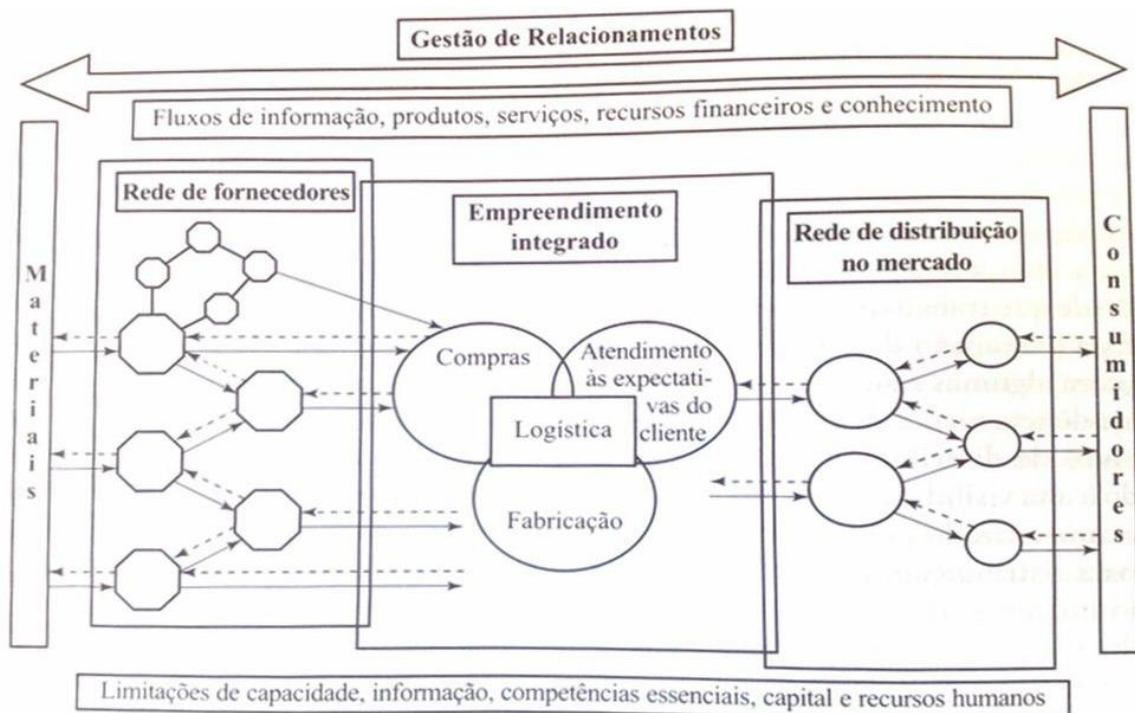 Gestão de Relacionamentos
Fluxos de informação, produtos, serviços, recursos financeiros e conhecimento
Rede de fornecedores
Empreendimento
integrado
Rede de distribuição
no mercado
Materiais
Compras
Atendimento
às expectati-
vas do
cliente
Logística
Fabricação
Consumidores
Limitações de capacidade, informação, competências essenciais, capital e recursos humanos